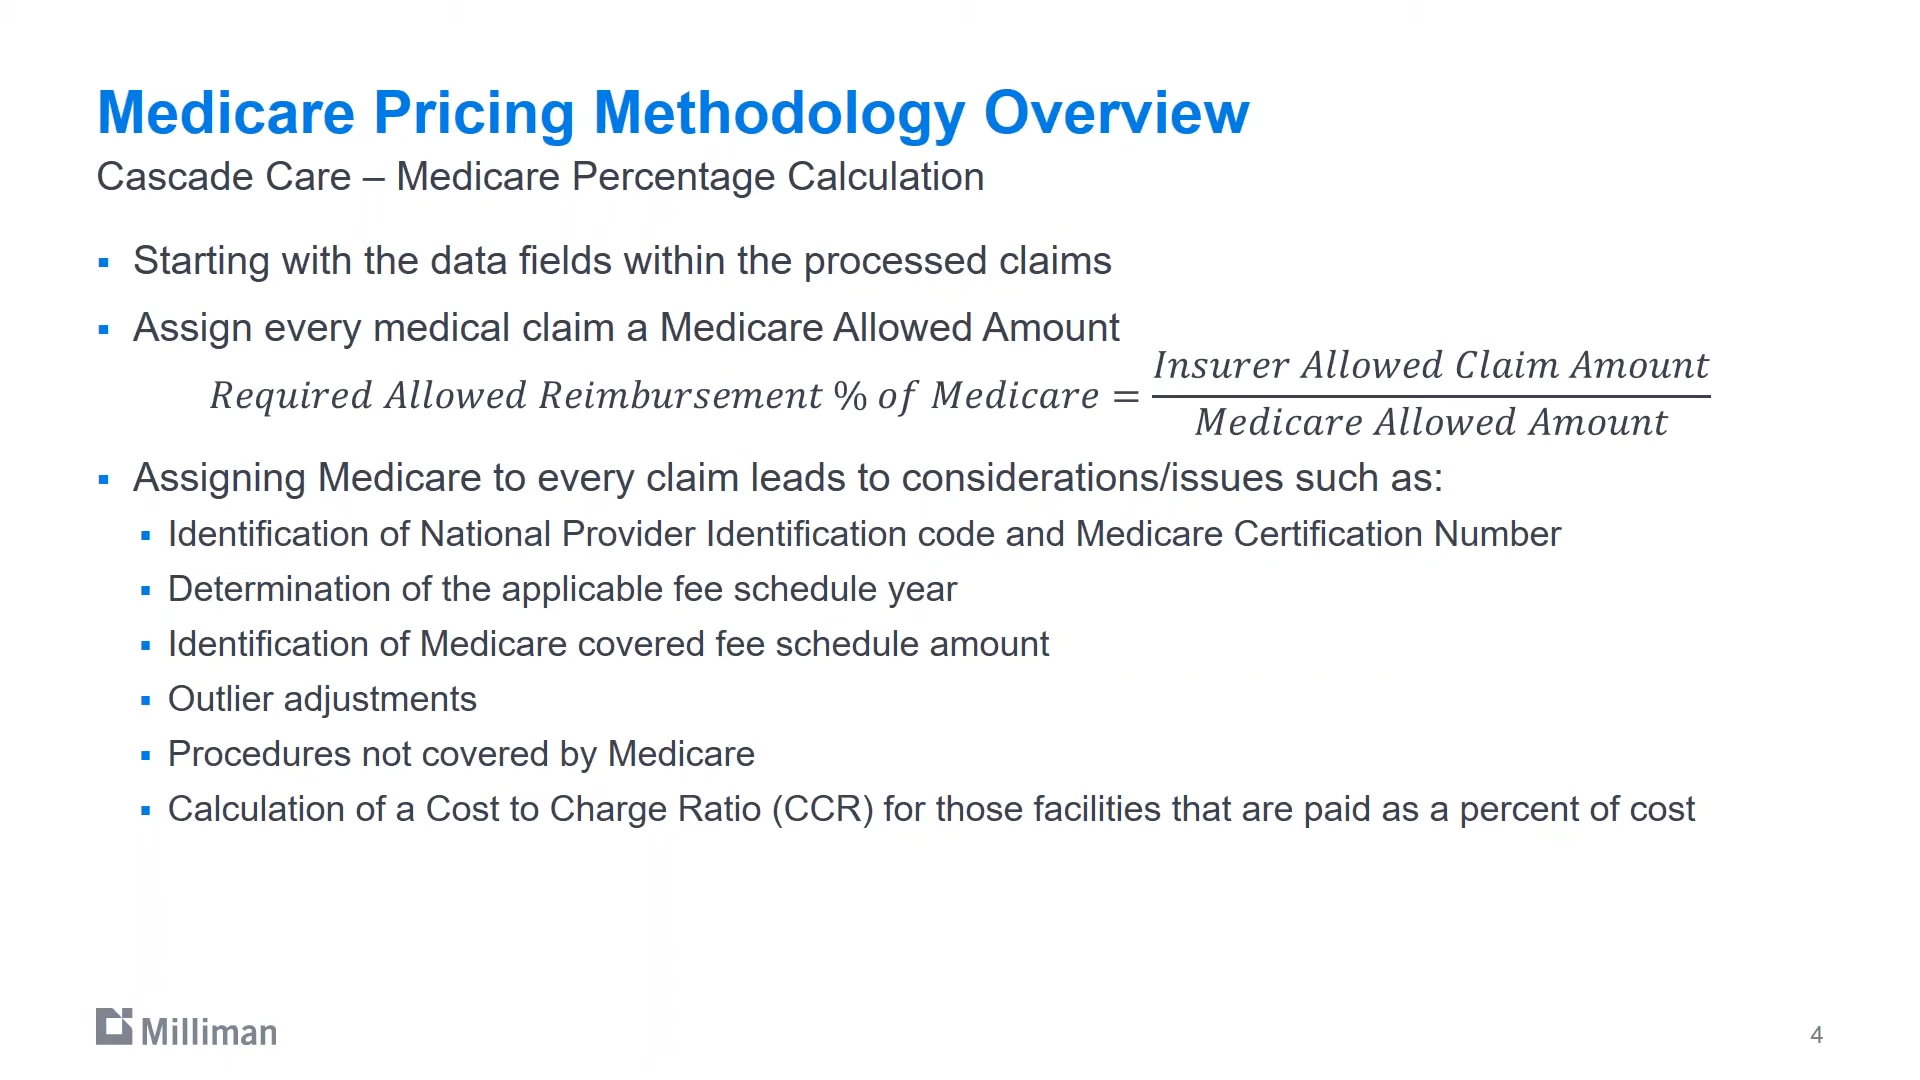 Medicare Pricing Methodology Overview
Cascade Care – Medicare Percentage Calculation
▪ Starting with the data fields within the processed claims
▪ Assign every medical claim a Medicare Allowed Amount
Required Allowed Reimbursement % of Medicare = Insurer Allowed Claim Amount / Medicare Allowed Amount
▪ Assigning Medicare to every claim leads to considerations/issues such as:
▪ Identification of National Provider Identification code and Medicare Certification Number
▪ Determination of the applicable fee schedule year
▪ Identification of Medicare covered fee schedule amount
▪ Outlier adjustments
▪ Procedures not covered by Medicare
▪ Calculation of a Cost to Charge Ratio (CCR) for those facilities that are paid as a percent of cost
Milliman
4